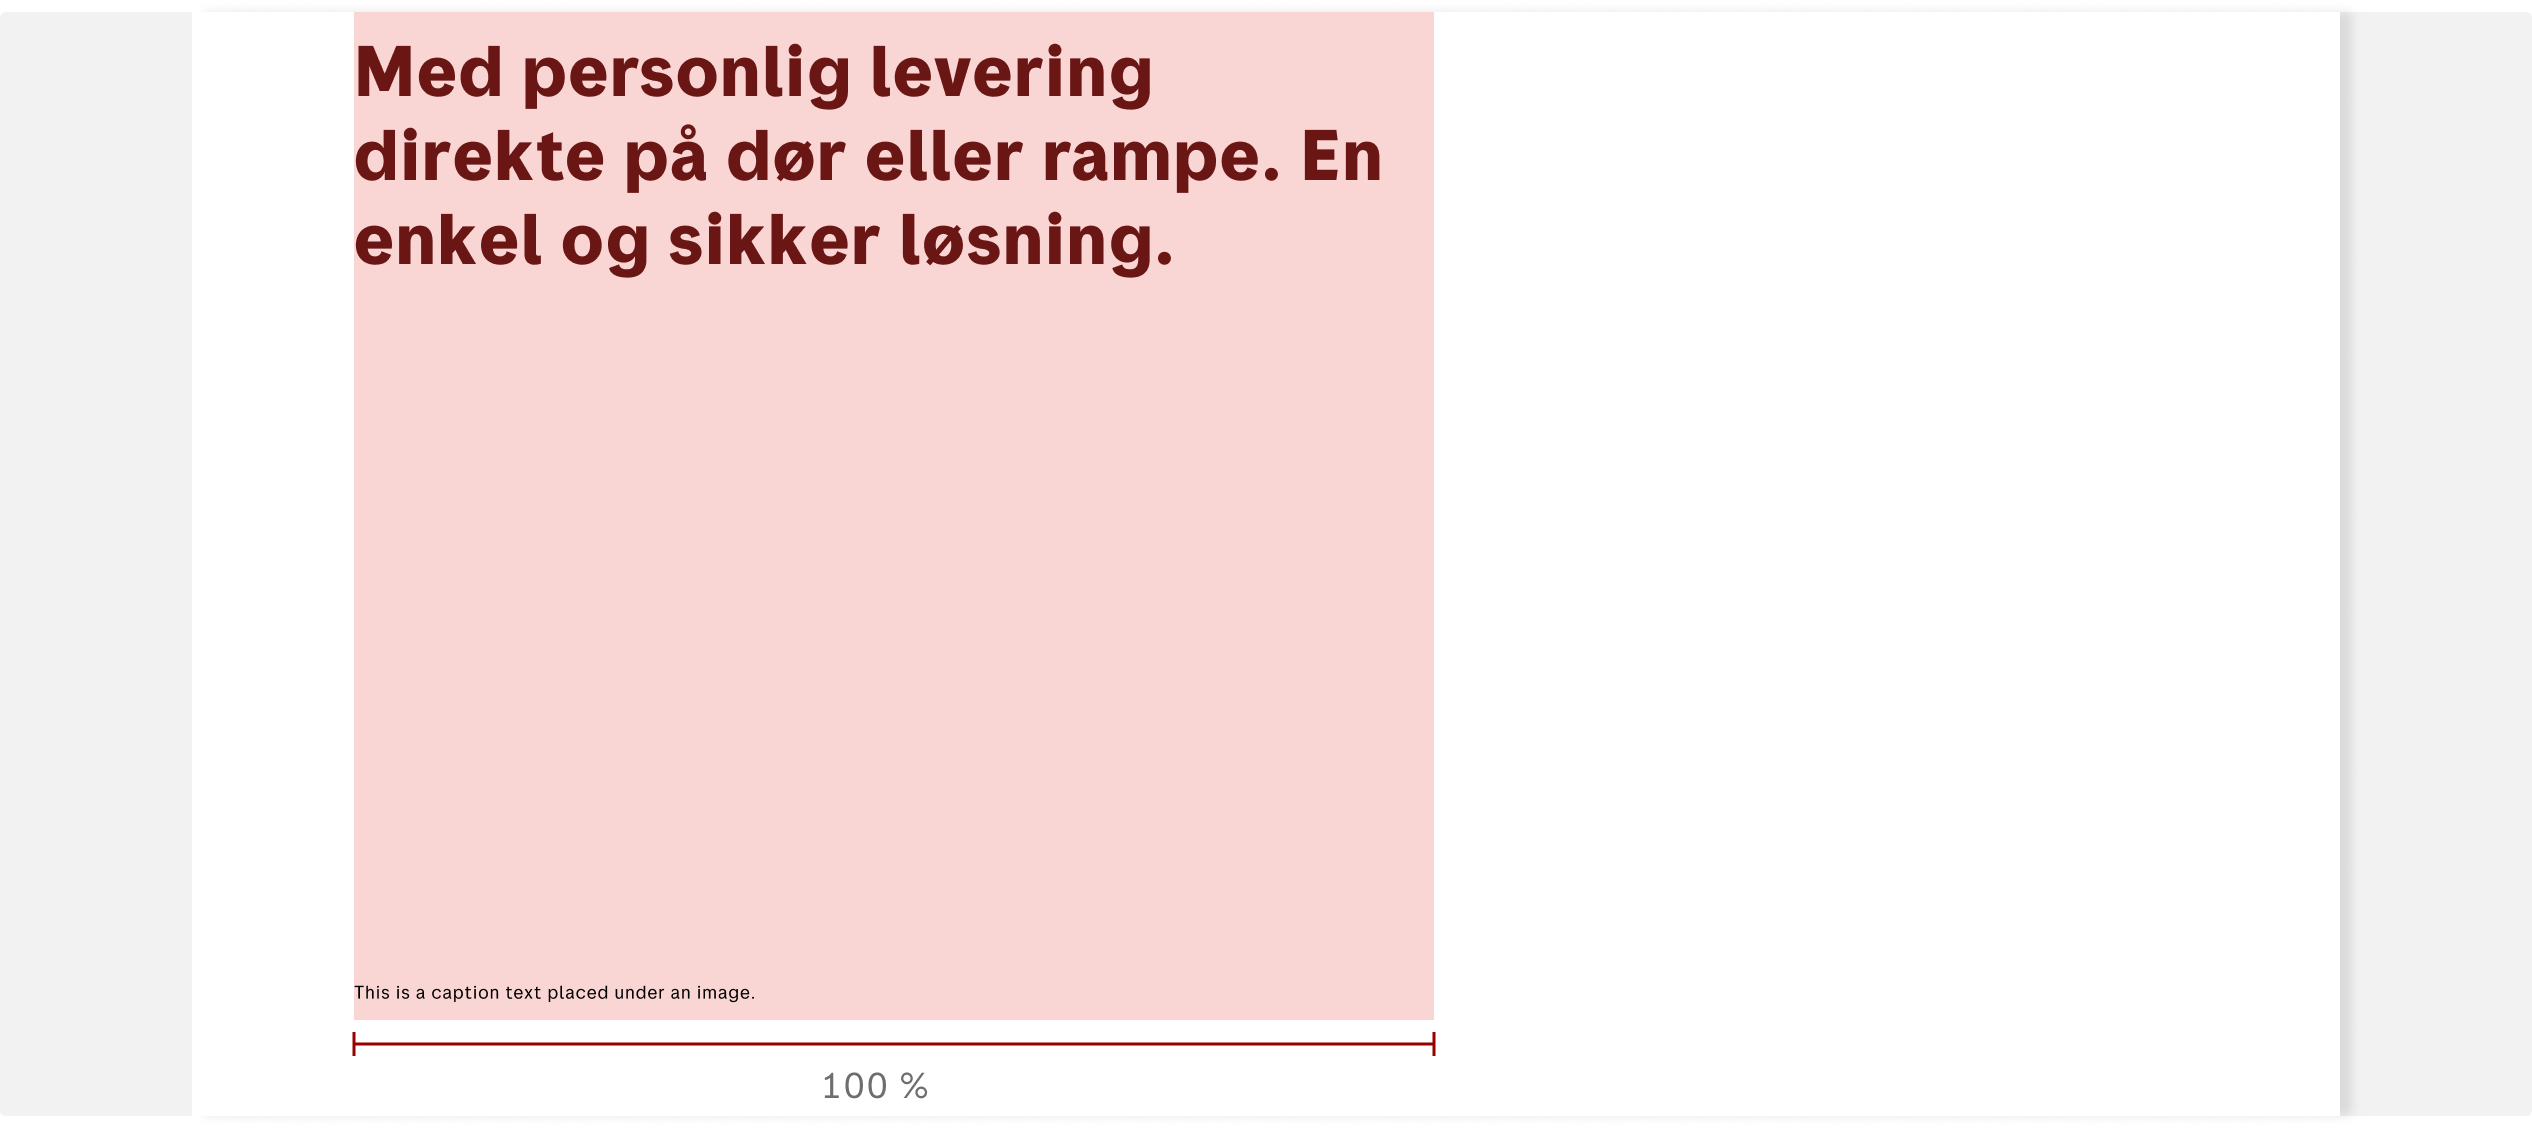 Med personlig levering
direkte på dør eller rampe. En
enkel og sikker løsning.
This is a caption text placed under an image.
100 %